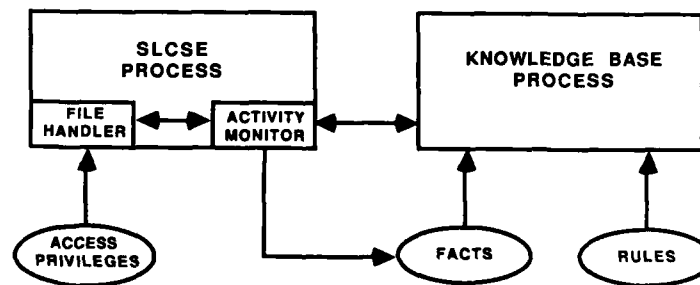 SLCSE
PROCESS
KNOWLEDGE BASE
PROCESS
FILE
HANDLER
ACTIVITY
MONITOR
ACCESS
PRIVILEGES
FACTS
RULES